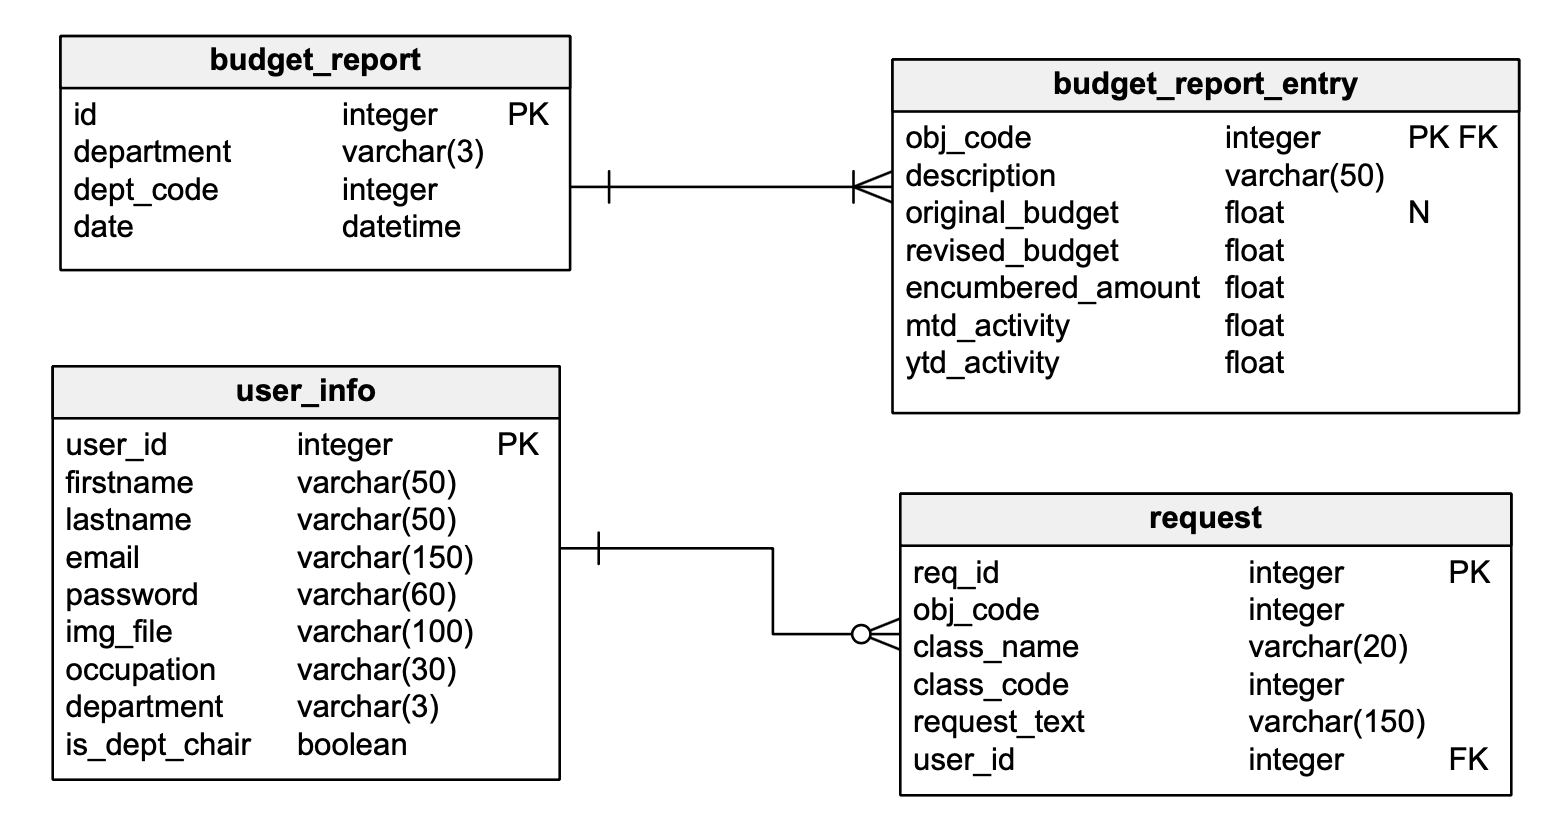 budget_report
id integer PK
department varchar(3)
dept_code integer
date datetime
budget_report_entry
obj_code integer PK FK
description varchar(50)
original_budget float N
revised_budget float
encumbered_amount float
mtd_activity float
ytd_activity float
user_info
user_id integer PK
firstname varchar(50)
lastname varchar(50)
email varchar(150)
password varchar(60)
img_file varchar(100)
occupation varchar(30)
department varchar(3)
is_dept_chair boolean
request
req_id integer PK
obj_code integer
class_name varchar(20)
class_code integer
request_text varchar(150)
user_id integer FK